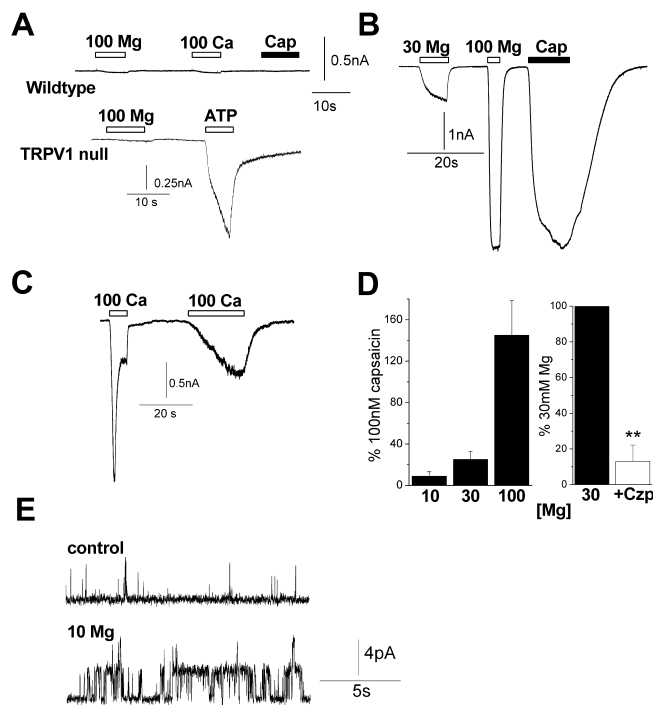 A
100 Mg 100 Ca Cap
Wildtype
0.5nA
10s
100 Mg ATP
TRPV1 null
0.25nA
10 s
B
30 Mg 100 Mg Cap
1nA
20s
C
100 Ca 100 Ca
0.5nA
20 s
D
% 100nM capsaicin
160
120
80
40
0
10 30 100
% 30mM Mg
100
80
60
40
20
0
**
30 +Czp
[Mg]
E
control
10 Mg
4pA
5s